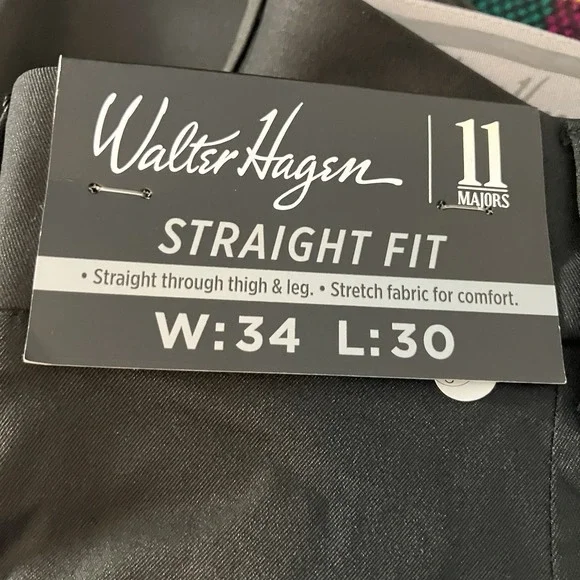 Walter Hagen
11
MAJORS
STRAIGHT FIT
• Straight through thigh & leg. • Stretch fabric for comfort.
W:34 L:30